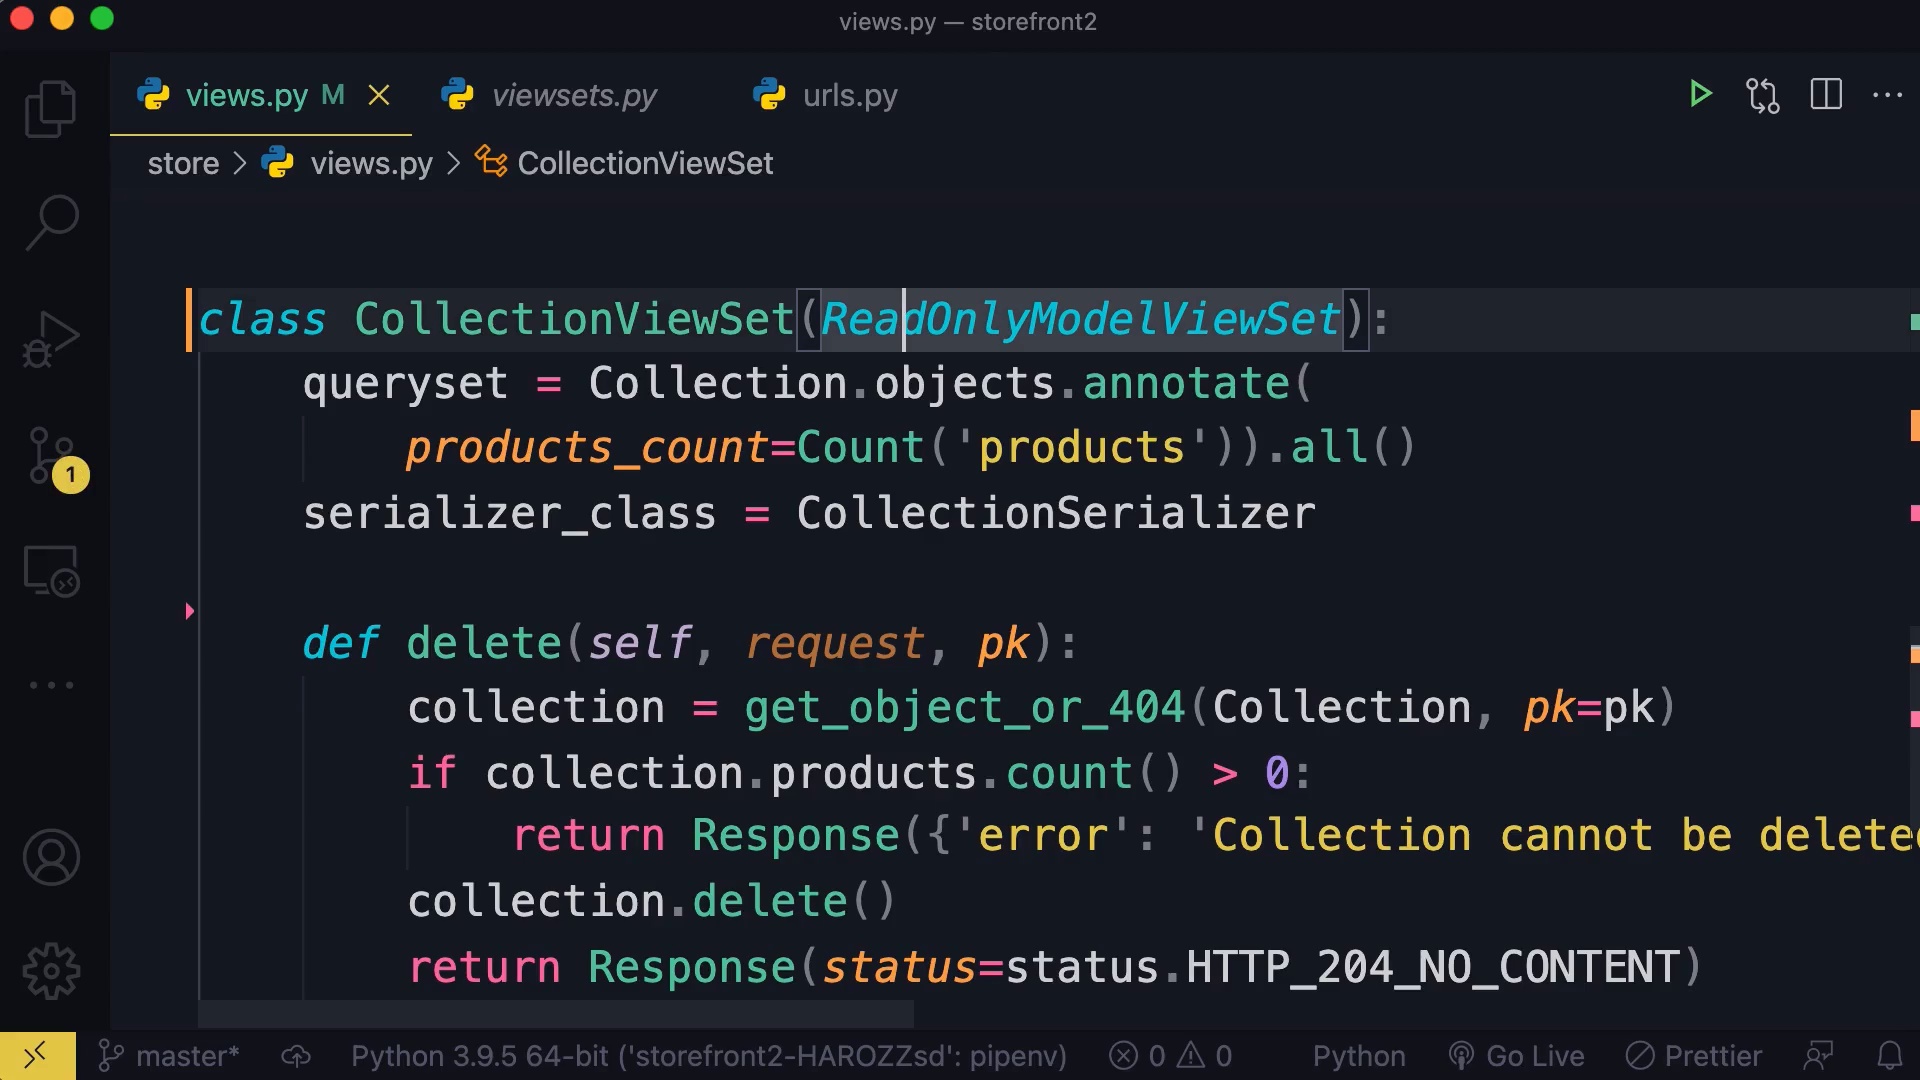 views.py — storefront2
views.py M viewsets.py urls.py
store > views.py > CollectionViewSet
class CollectionViewSet(ReadOnlyModelViewSet):
queryset = Collection.objects.annotate(
products_count=Count('products')).all()
serializer_class = CollectionSerializer
def delete(self, request, pk):
collection = get_object_or_404(Collection, pk=pk)
if collection.products.count() > 0:
return Response({'error': 'Collection cannot be delete
collection.delete()
return Response(status=status.HTTP_204_NO_CONTENT)
1
master* Python 3.9.5 64-bit ('storefront2-HAROZZsd': pipenv) 0 0 Python Go Live Prettier